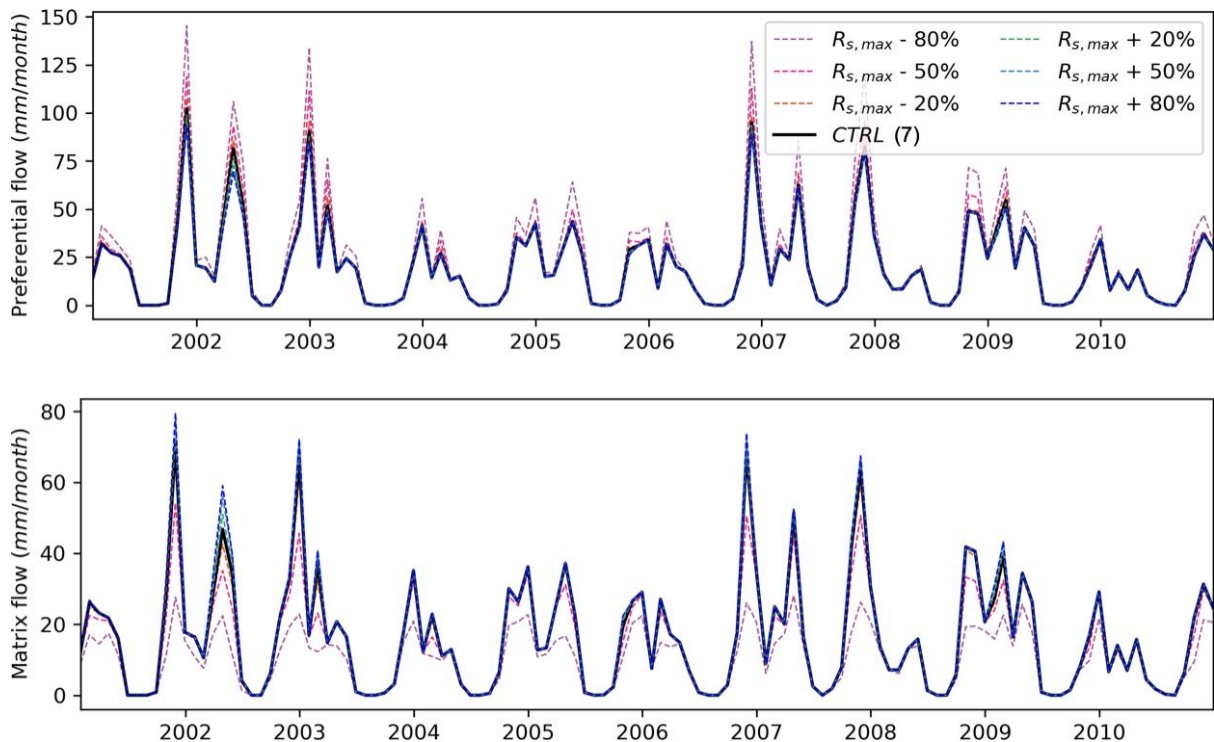 150
125
100
75
50
25
0
Preferential flow (mm/month)
R_s,max - 80%
R_s,max - 50%
R_s,max - 20%
CTRL (7)
R_s,max + 20%
R_s,max + 50%
R_s,max + 80%
2002 2003 2004 2005 2006 2007 2008 2009 2010
80
60
40
20
0
Matrix flow (mm/month)
2002 2003 2004 2005 2006 2007 2008 2009 2010